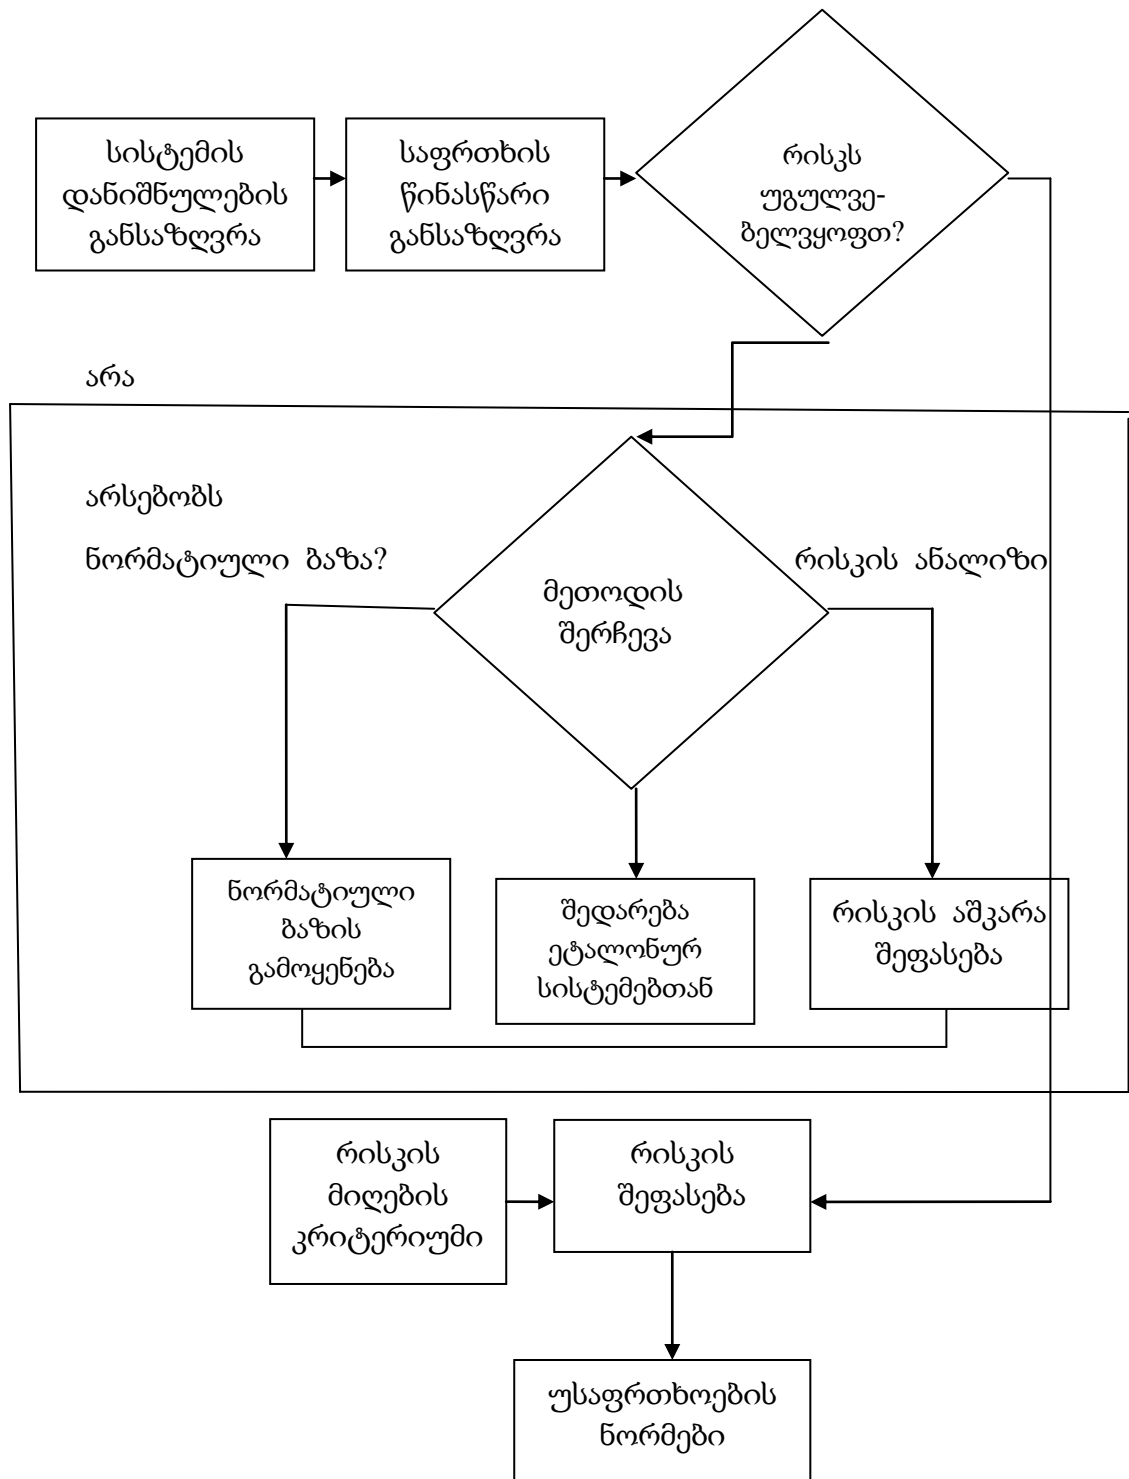 სისტემის
დანიშნულების
განსაზღვრა
საფრთხის
წინასწარი
განსაზღვრა
რისკს
უგულვე-
ბელვყოფთ?
არა
არსებობს
ნორმატიული ბაზა?
რისკის ანალიზი
მეთოდის
შერჩევა
ნორმატიული
ბაზის
გამოყენება
შედარება
ეტალონურ
სისტემებთან
რისკის აშკარა
შეფასება
რისკის
მიღების
კრიტერიუმი
რისკის
შეფასება
უსაფრთხოების
ნორმები